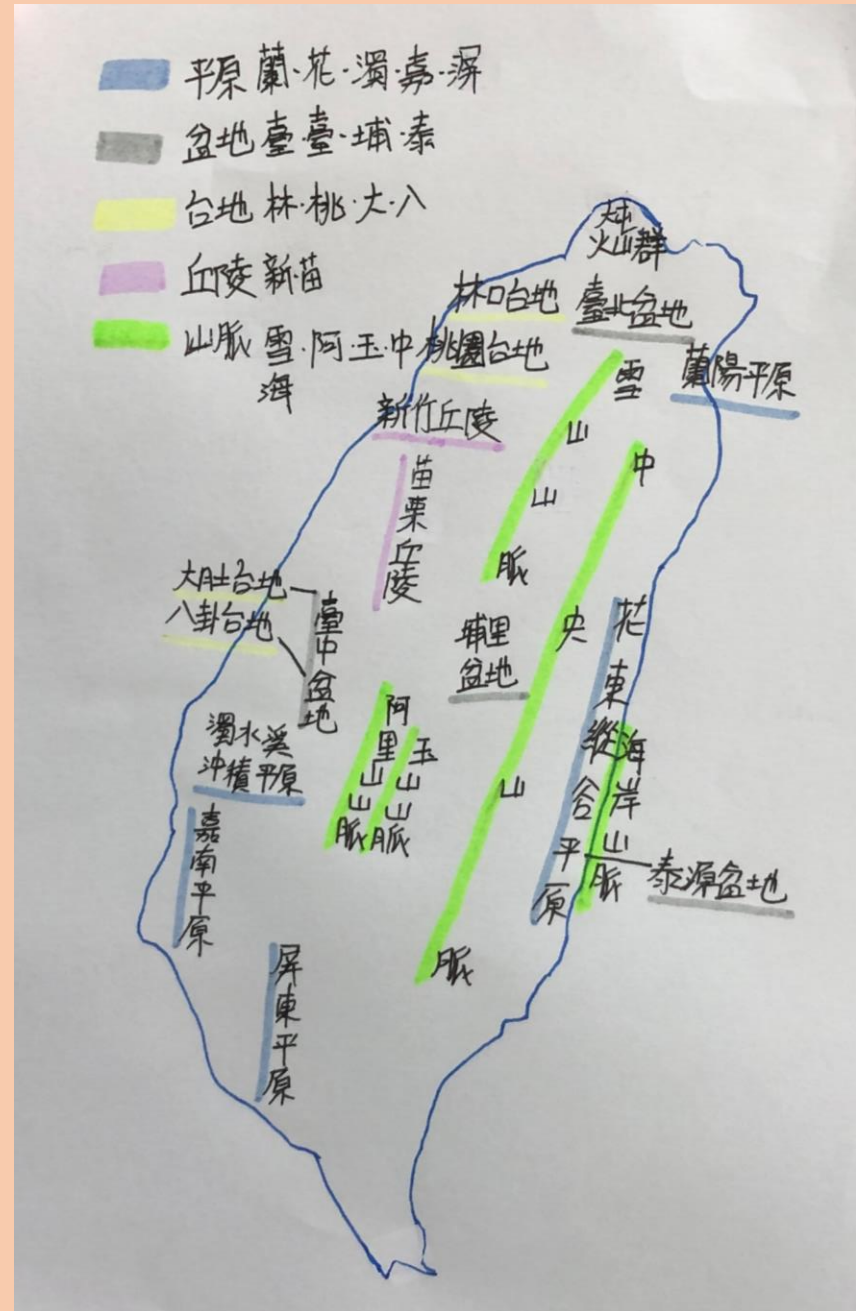 平原 蘭·花·濁·嘉·屏
盆地 臺·臺·埔·泰
台地 林·桃·大·八
丘陵 新苗
山脈 雪·阿·玉·中
海
大屯
火山群
林口台地
臺北盆地
桃園台地
蘭陽平原
雪山山脈
新竹丘陵
中央山脈
苗栗丘陵
大肚台地
八卦台地
臺中盆地
埔里
盆地
花東縱谷平原
海岸山脈
阿里山山脈
玉山山脈
濁水溪
沖積平原
嘉南平原
泰源盆地
屏東平原